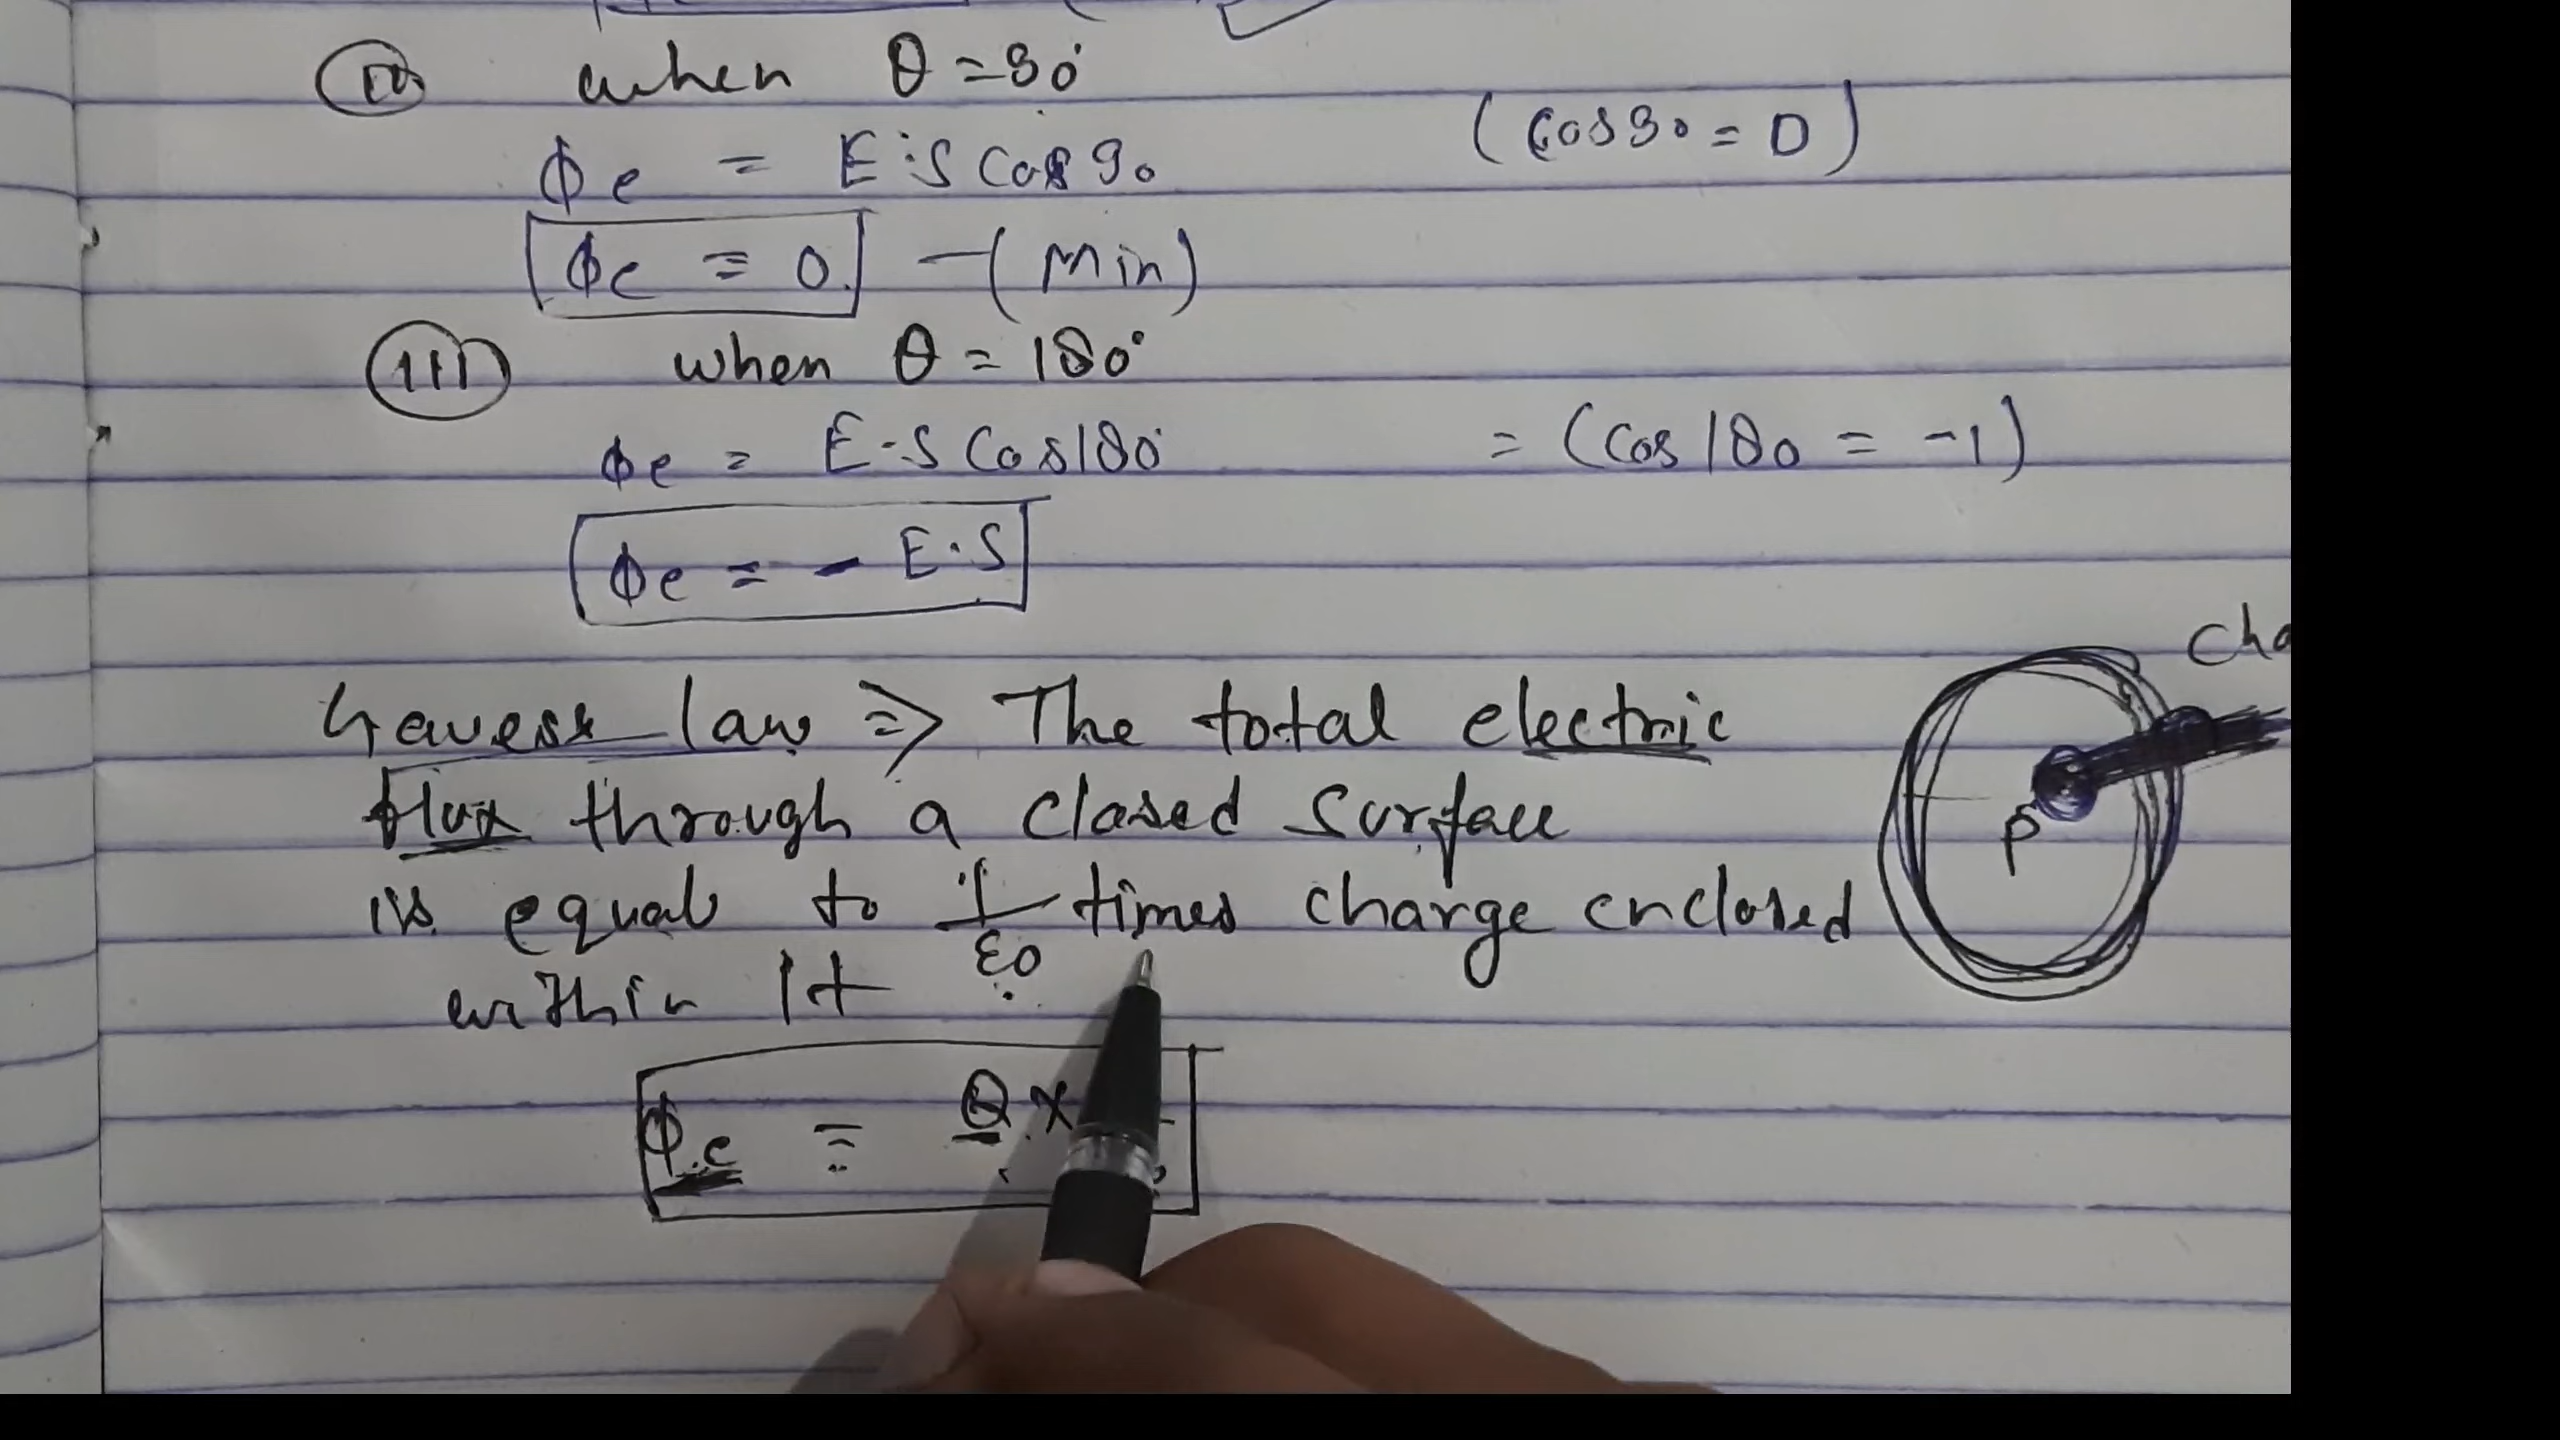 (ii) when θ = 90°
ϕe = E.S Cos 90
(cos 90 = 0)
ϕe = 0. – (Min)
(iii) when θ = 180°
ϕe = E.S Cos 180°
= (Cos 180 = -1)
ϕe = - E.S
Gauess law ⇒ The total electric
flux through a closed surface
is equal to 1/ε0 times charge enclosed
within It
P
ϕe = Q x